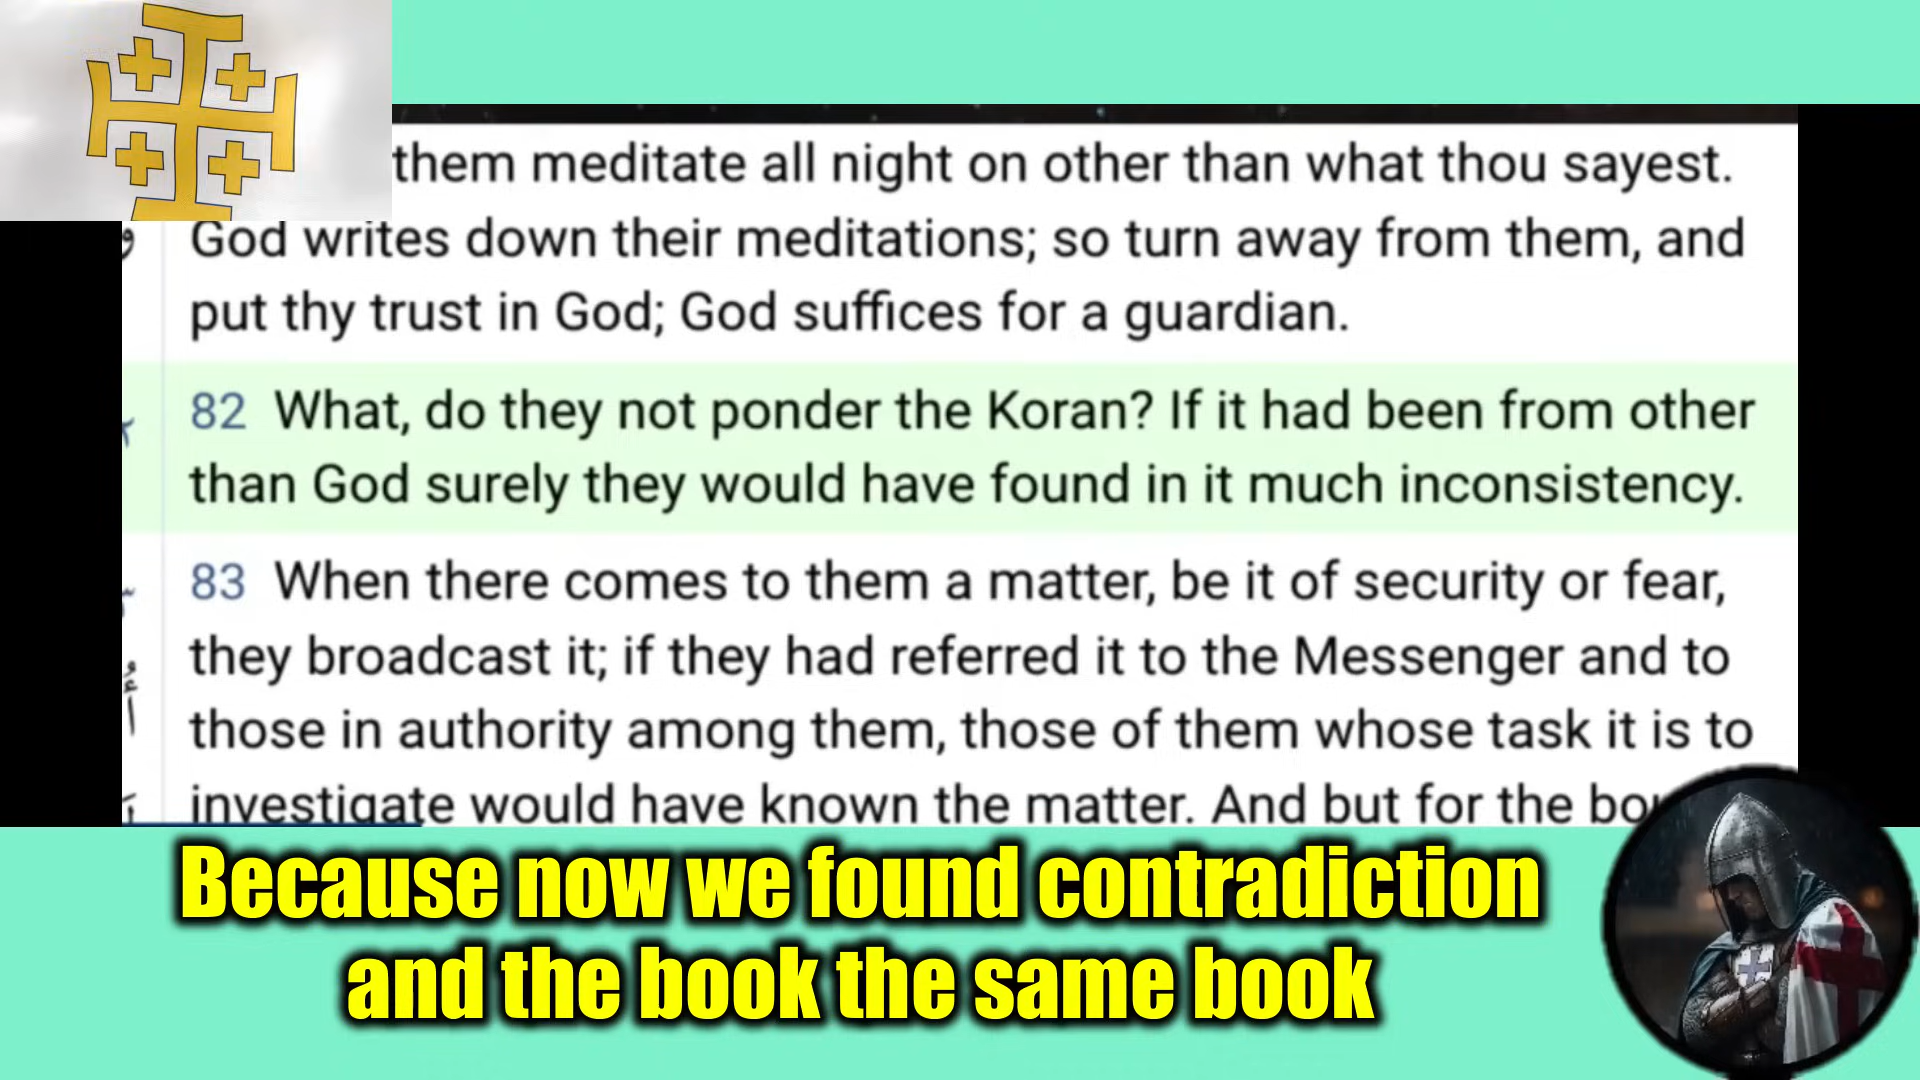 them meditate all night on other than what thou sayest.
God writes down their meditations; so turn away from them, and
put thy trust in God; God suffices for a guardian.
82 What, do they not ponder the Koran? If it had been from other
than God surely they would have found in it much inconsistency.
83 When there comes to them a matter, be it of security or fear,
they broadcast it; if they had referred it to the Messenger and to
those in authority among them, those of them whose task it is to
investigate would have known the matter. And but for the
Because now we found contradiction
and the book the same book